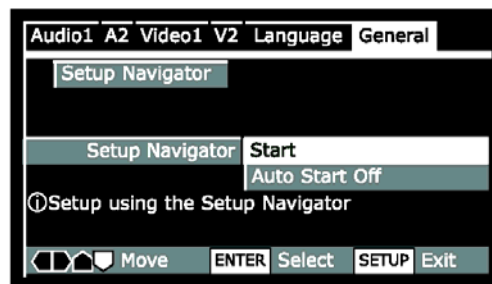 Audio1 A2 Video1 V2 Language General
Setup Navigator
Setup Navigator Start
Auto Start Off
ⓘSetup using the Setup Navigator
Move ENTER Select SETUP Exit